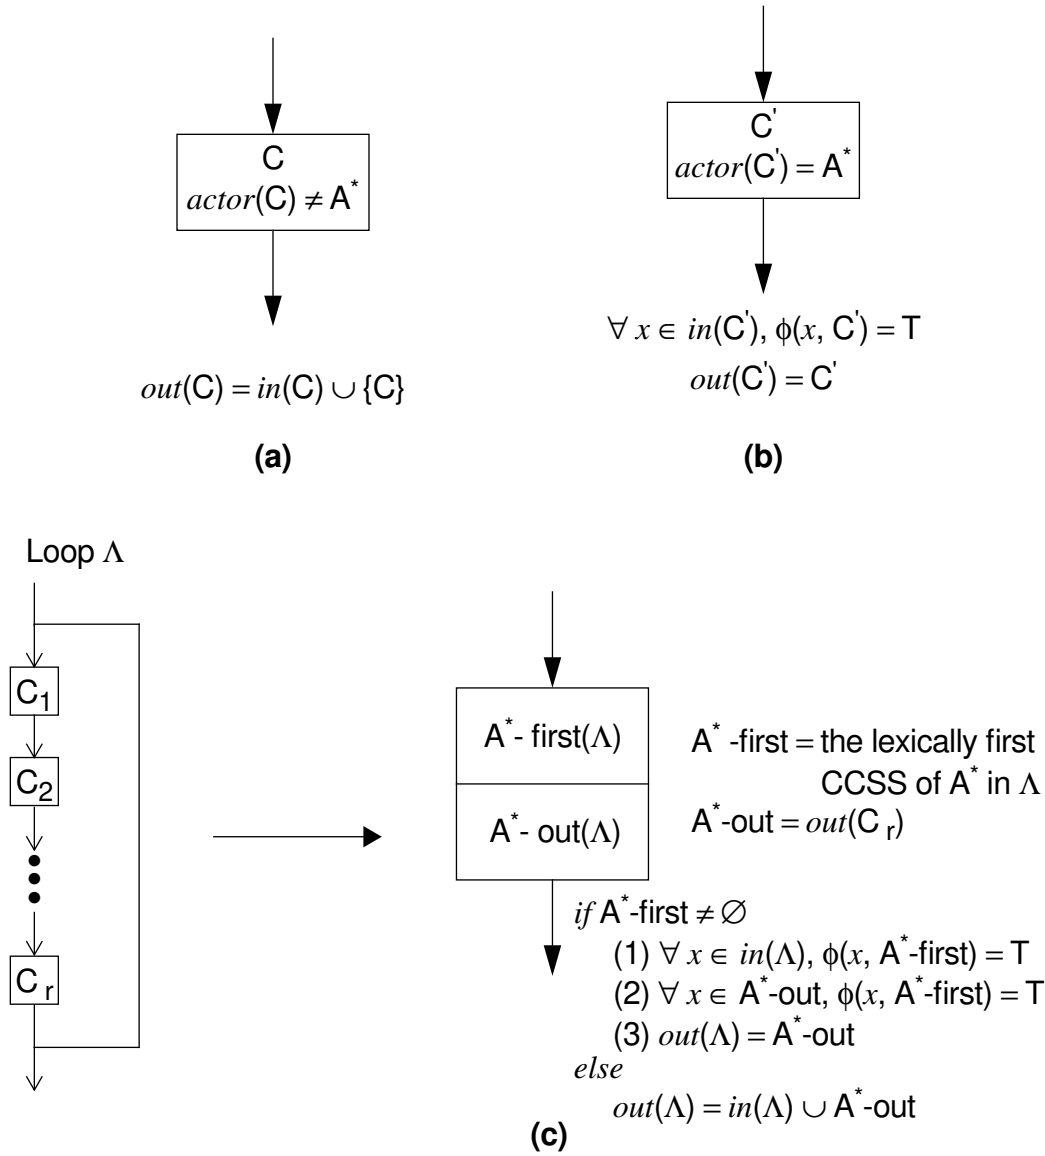 C
actor(C) ≠ A*
out(C) = in(C) ∪ {C}
(a)
C'
actor(C') = A*
∀ x ∈ in(C'), ϕ(x, C') = T
out(C') = C'
(b)
Loop Λ
C1
C2
Cr
A*- first(Λ)
A*- out(Λ)
A* -first = the lexically first
CCSS of A* in Λ
A*-out = out(C r)
if A*-first ≠ ∅
(1) ∀ x ∈ in(Λ), ϕ(x, A*-first) = T
(2) ∀ x ∈ A*-out, ϕ(x, A*-first) = T
(3) out(Λ) = A*-out
else
out(Λ) = in(Λ) ∪ A*-out
(c)